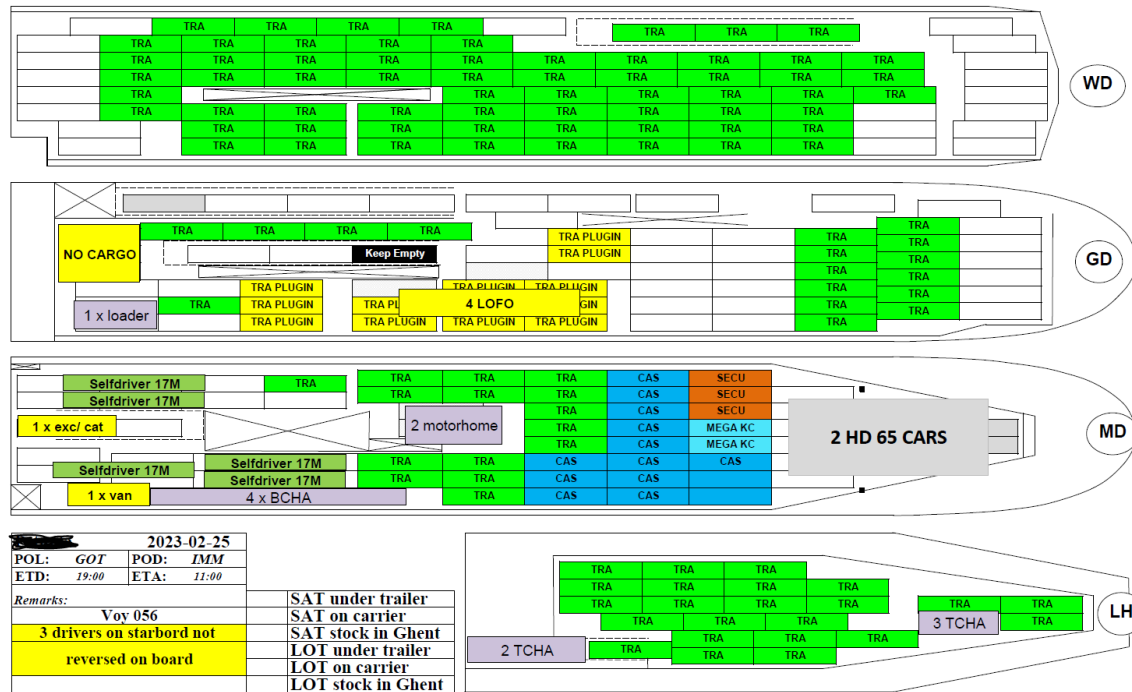 TRA TRA TRA TRA TRA TRA TRA
TRA TRA TRA TRA TRA
TRA TRA TRA TRA TRA TRA TRA TRA TRA TRA
TRA TRA TRA TRA TRA TRA TRA TRA TRA TRA
WD
TRA TRA TRA TRA TRA TRA TRA
TRA TRA TRA TRA TRA TRA TRA TRA TRA
TRA TRA TRA TRA TRA TRA TRA TRA
TRA TRA TRA TRA TRA TRA TRA TRA
TRA
TRA TRA TRA TRA TRA PLUGIN TRA
TRA
NO CARGO Keep Empty TRA PLUGIN TRA
TRA GD
TRA
TRA
TRA PLUGIN TRA PLUGIN TRA PLUGIN TRA
TRA
1 x loader TRA TRA PLUGIN 4 LOFO TRA
TRA
TRA PLUGIN TRA PLUGIN TRA PLUGIN TRA PLUGIN TRA
Selfdriver 17M TRA TRA TRA TRA CAS SECU
Selfdriver 17M TRA TRA TRA CAS SECU
TRA CAS SECU
1 x exc/ cat 2 motorhome TRA CAS MEGA KC
2 HD 65 CARS MD
TRA CAS MEGA KC
Selfdriver 17M TRA TRA CAS CAS CAS
Selfdriver 17M
Selfdriver 17M TRA TRA CAS CAS
1 x van 4 x BCHA TRA CAS CAS
2023-02-25
POL: GOT POD: IMM
ETD: 19:00 ETA: 11:00
Remarks:
Voy 056
3 drivers on starbord not
reversed on board
SAT under trailer
SAT on carrier
SAT stock in Ghent
LOT under trailer
LOT on carrier
LOT stock in Ghent
TRA TRA TRA
TRA TRA TRA TRA
TRA TRA TRA TRA TRA TRA
LH
TRA TRA TRA 3 TCHA TRA
TRA TRA TRA
2 TCHA TRA TRA TRA